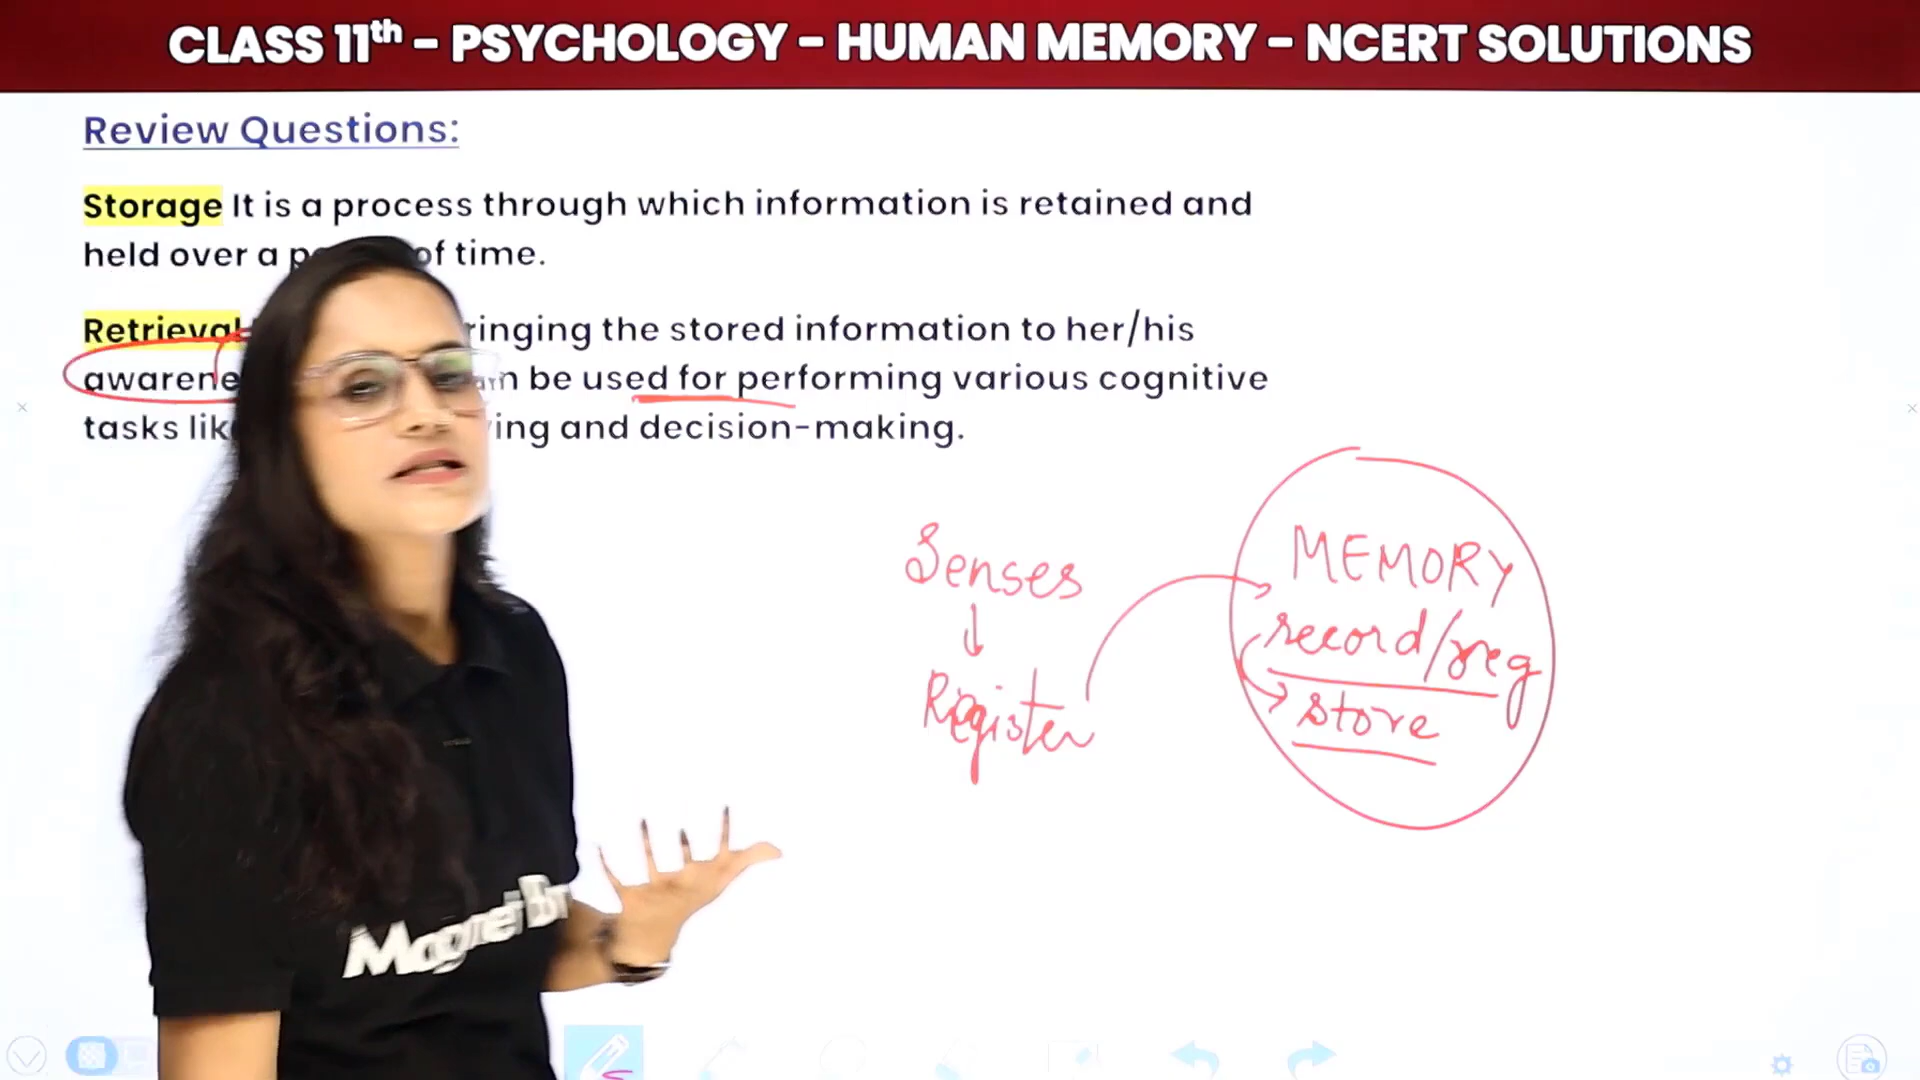 CLASS 11th - PSYCHOLOGY - HUMAN MEMORY - NCERT SOLUTIONS
Review Questions:
Storage It is a process through which information is retained and
held over a of time.
Retrieval ringing the stored information to her/his
awarene n be used for performing various cognitive
tasks lik ing and decision-making.
Senses
↓
Register
MEMORY
record/reg
store
Magnet Br